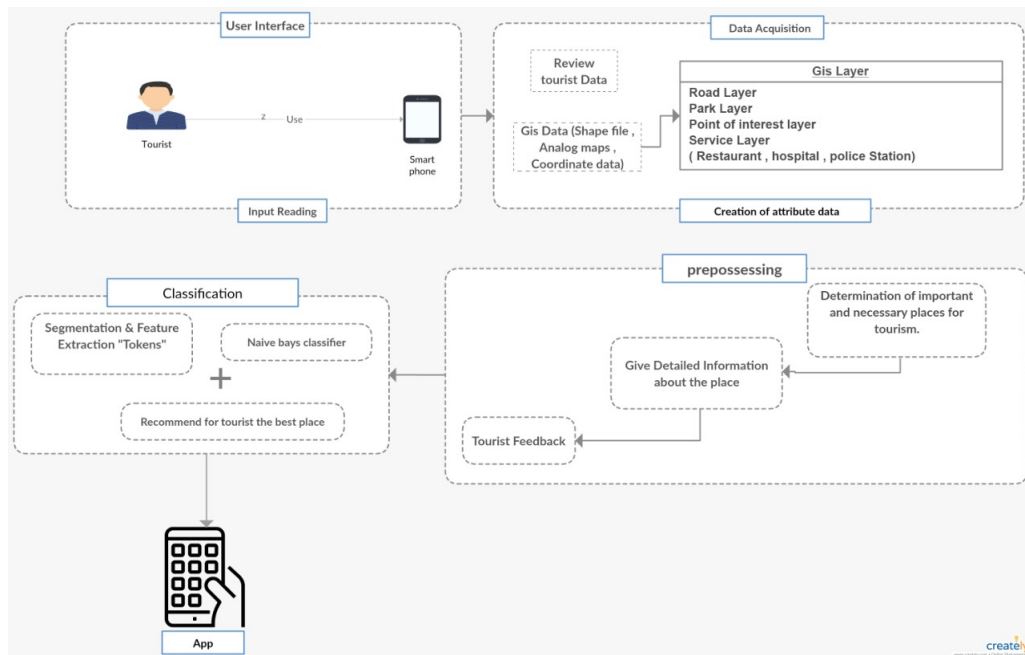 User Interface
Tourist
z
Use
Smart
phone
Input Reading
Data Acquisition
Review
tourist Data
Gis Data (Shape file ,
Analog maps ,
Coordinate data)
Gis Layer
Road Layer
Park Layer
Point of interest layer
Service Layer
( Restaurant , hospital , police Station)
Creation of attribute data
prepossessing
Determination of important
and necessary places for
tourism.
Give Detailed Information
about the place
Tourist Feedback
Classification
Segmentation & Feature
Extraction "Tokens"
Naive bays classifier
+
Recommend for tourist the best place
App
creately